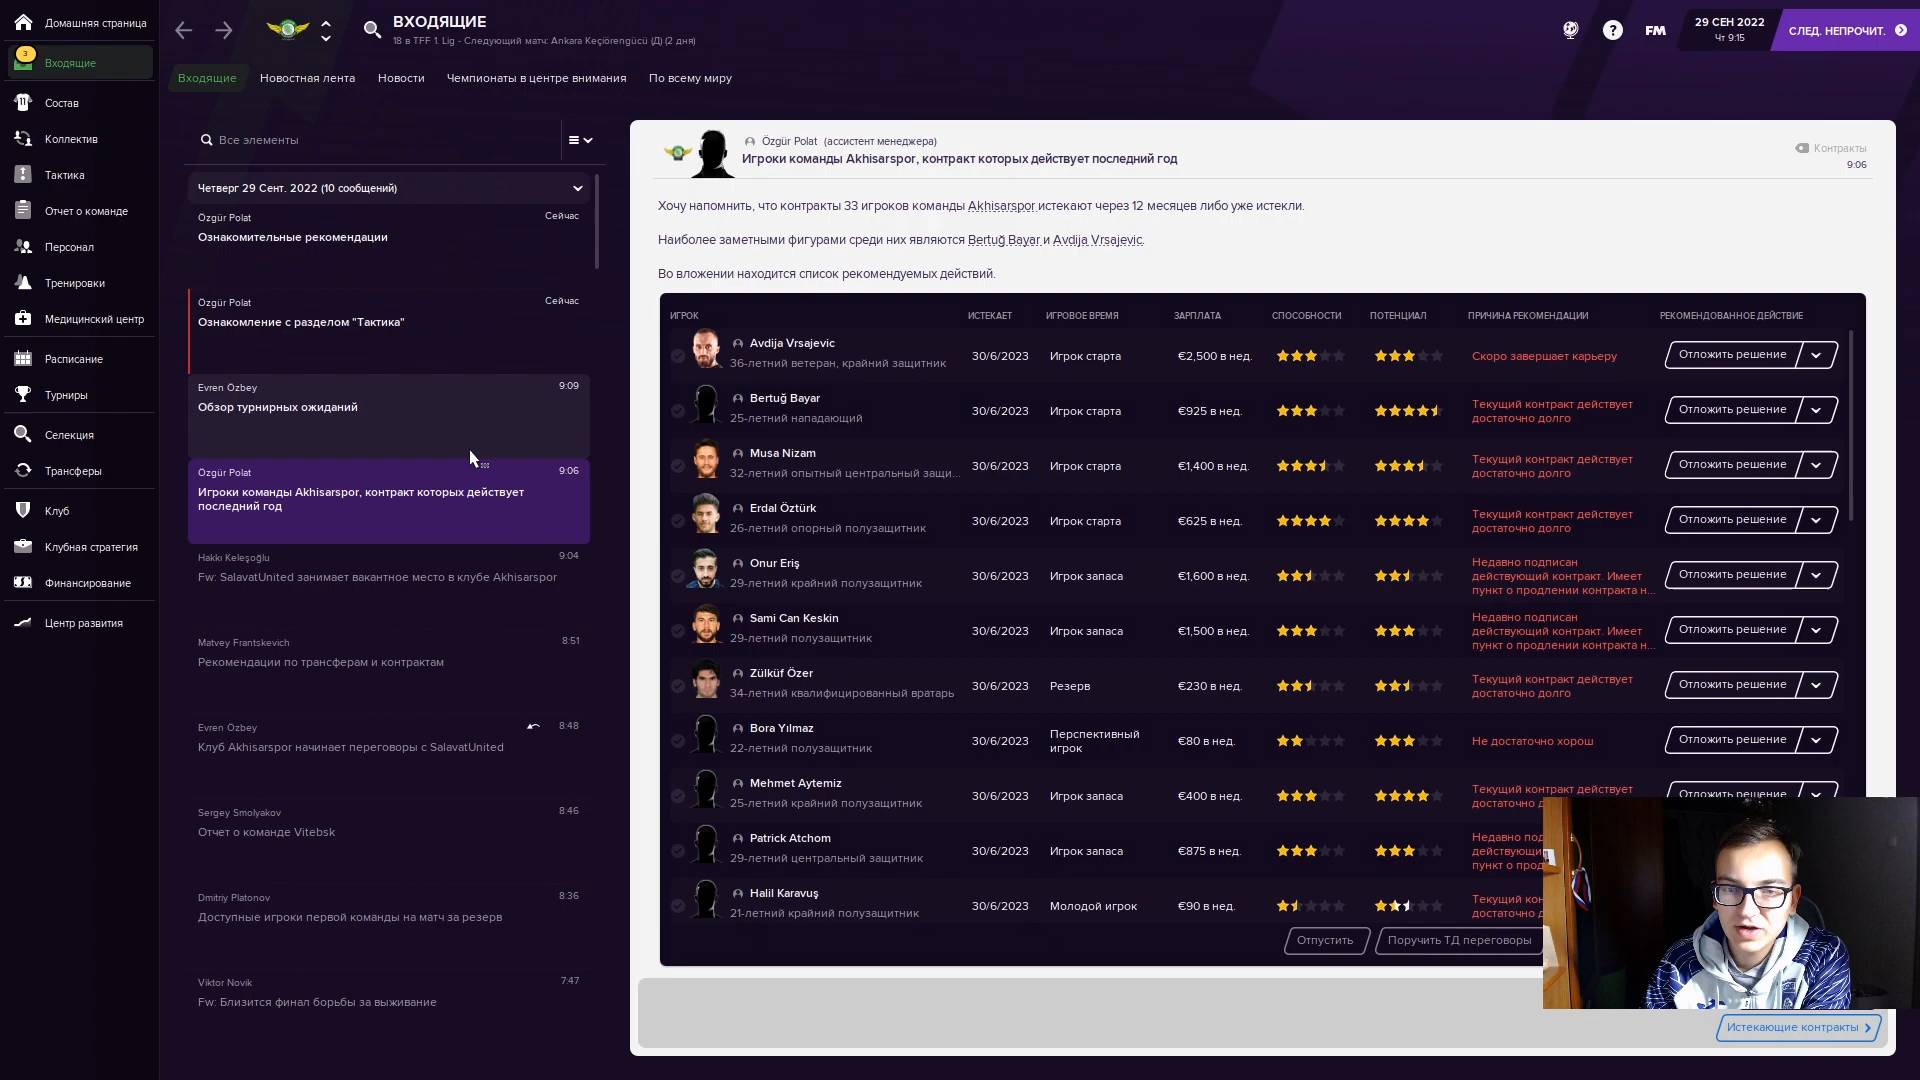 Домашняя страница
3
Входящие
Состав
Коллектив
Тактика
Отчет о команде
Персонал
Тренировки
Медицинский центр
Расписание
Турниры
Селекция
Трансферы
Клуб
Клубная стратегия
Финансирование
Центр развития
ВХОДЯЩИЕ
18 в TFF 1. Lig - Следующий матч: Ankara Keçiörengücü (Д) (2 дня)
FM
29 СЕН 2022
Чт 9:15
СЛЕД. НЕПРОЧИТ.
Входящие
Новостная лента
Новости
Чемпионаты в центре внимания
По всему миру
Все элементы
Четверг 29 Сент. 2022 (10 сообщений)
Özgür Polat
Сейчас
Ознакомительные рекомендации
Özgür Polat
Сейчас
Ознакомление с разделом "Тактика"
Evren Özbey
9:09
Обзор турнирных ожиданий
Özgür Polat
9:06
Игроки команды Akhisarspor, контракт которых действует
последний год
Hakkı Keleşoğlu
9:04
Fw: SalavatUnited занимает вакантное место в клубе Akhisarspor
Matvey Frantskevich
8:51
Рекомендации по трансферам и контрактам
Evren Özbey
8:48
Клуб Akhisarspor начинает переговоры с SalavatUnited
Sergey Smolyakov
8:46
Отчет о команде Vitebsk
Dmitriy Platonov
8:36
Доступные игроки первой команды на матч за резерв
Viktor Novik
7:47
Fw: Близится финал борьбы за выживание
Özgür Polat (ассистент менеджера)
Игроки команды Akhisarspor, контракт которых действует последний год
Контракты
9:06
Хочу напомнить, что контракты 33 игроков команды Akhisarspor истекают через 12 месяцев либо уже истекли.
Наиболее заметными фигурами среди них являются Bertuğ Bayar и Avdija Vrsajevic.
Во вложении находится список рекомендуемых действий.
ИГРОК
ИСТЕКАЕТ
ИГРОВОЕ ВРЕМЯ
ЗАРПЛАТА
СПОСОБНОСТИ
ПОТЕНЦИАЛ
ПРИЧИНА РЕКОМЕНДАЦИИ
РЕКОМЕНДОВАННОЕ ДЕЙСТВИЕ
Avdija Vrsajevic
36-летний ветеран, крайний защитник
30/6/2023
Игрок старта
€2,500 в нед.
Скоро завершает карьеру
Отложить решение
Bertuğ Bayar
25-летний нападающий
30/6/2023
Игрок старта
€925 в нед.
Текущий контракт действует
достаточно долго
Отложить решение
Musa Nizam
32-летний опытный центральный защи...
30/6/2023
Игрок старта
€1,400 в нед.
Текущий контракт действует
достаточно долго
Отложить решение
Erdal Öztürk
26-летний опорный полузащитник
30/6/2023
Игрок старта
€625 в нед.
Текущий контракт действует
достаточно долго
Отложить решение
Onur Eriş
29-летний крайний полузащитник
30/6/2023
Игрок запаса
€1,600 в нед.
Недавно подписан
действующий контракт. Имеет
пункт о продлении контракта н...
Отложить решение
Sami Can Keskin
29-летний полузащитник
30/6/2023
Игрок запаса
€1,500 в нед.
Недавно подписан
действующий контракт. Имеет
пункт о продлении контракта н...
Отложить решение
Zülküf Özer
34-летний квалифицированный вратарь
30/6/2023
Резерв
€230 в нед.
Текущий контракт действует
достаточно долго
Отложить решение
Bora Yılmaz
22-летний полузащитник
30/6/2023
Перспективный
игрок
€80 в нед.
Не достаточно хорош
Отложить решение
Mehmet Aytemiz
25-летний крайний полузащитник
30/6/2023
Игрок запаса
€400 в нед.
Текущий контракт действует
достаточно д
Отложить решение
Patrick Atchom
29-летний центральный защитник
30/6/2023
Игрок запаса
€875 в нед.
Недавно под
действующи
пункт о прод
Halil Karavuş
21-летний крайний полузащитник
30/6/2023
Молодой игрок
€90 в нед.
Текущий кон
достаточно д
Отпустить
Поручить ТД переговоры
Истекающие контракты